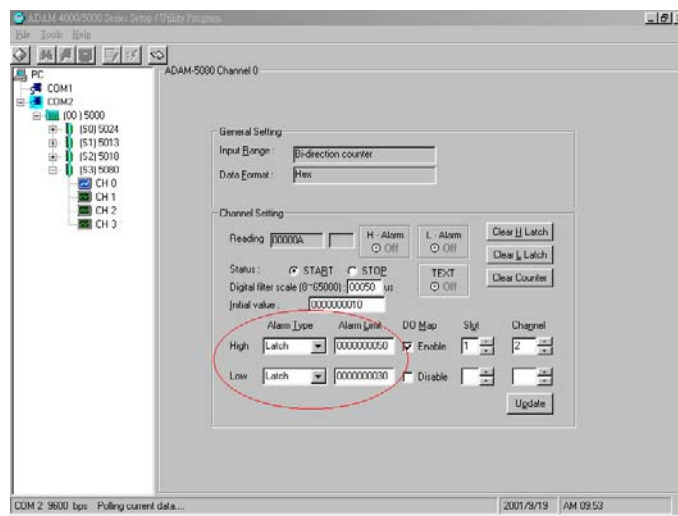 ADAM 4000/5000 Series Setup / Utility Program
File Tools Help
PC
COM1
COM2
(00) 5000
(S0) 5024
(S1) 5013
(S2) 5018
(S3) 5080
CH 0
CH 1
CH 2
CH 3
ADAM-5000 Channel 0
General Setting
Input Range : Bi-direction counter
Data Format : Hex
Channel Setting
Reading 00000A H - Alarm Off L - Alarm Off Clear H Latch
Clear L Latch
Status : START STOP TEXT Off Clear Counter
Digital filter scale (8~65000) : 00050 us
Initial value : 0000000010
Alarm Type Alarm Limit DO Map Slot Channel
High Latch 0000000050 Enable 1 2
Low Latch 0000000030 Disable
Update
COM 2 9600 bps Polling current data.... 2001/9/19 AM 09:53